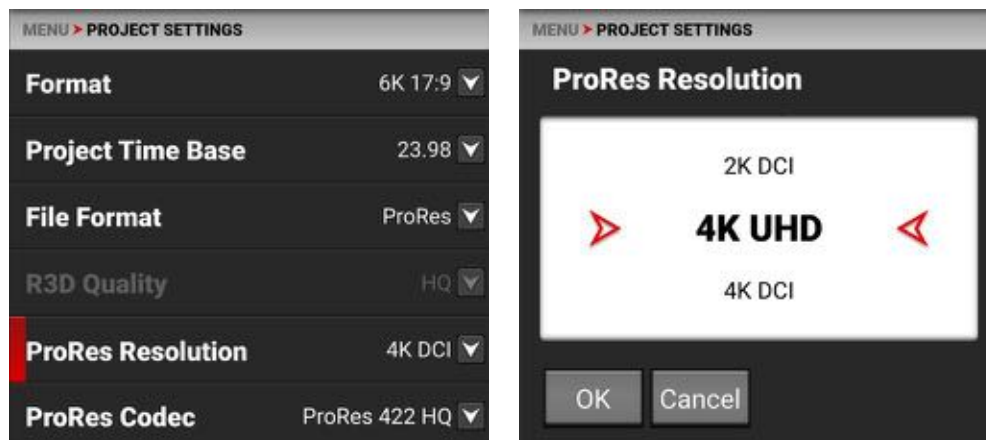 MENU > PROJECT SETTINGS
Format 6K 17:9
Project Time Base 23.98
File Format ProRes
R3D Quality HQ
ProRes Resolution 4K DCI
ProRes Codec ProRes 422 HQ
MENU > PROJECT SETTINGS
ProRes Resolution
2K DCI
4K UHD
4K DCI
OK Cancel